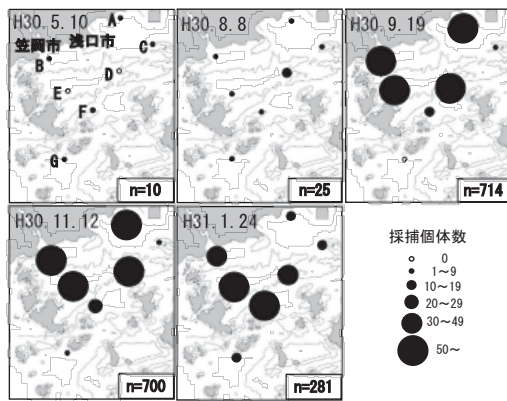 H30.5.10
A
笠岡市
浅口市
C
B
D
E
F
G
n=10
H30.8.8
n=25
H30.9.19
n=714
H30.11.12
n=700
H31.1.24
n=281
採捕個体数
0
1～9
10～19
20～29
30～49
50～